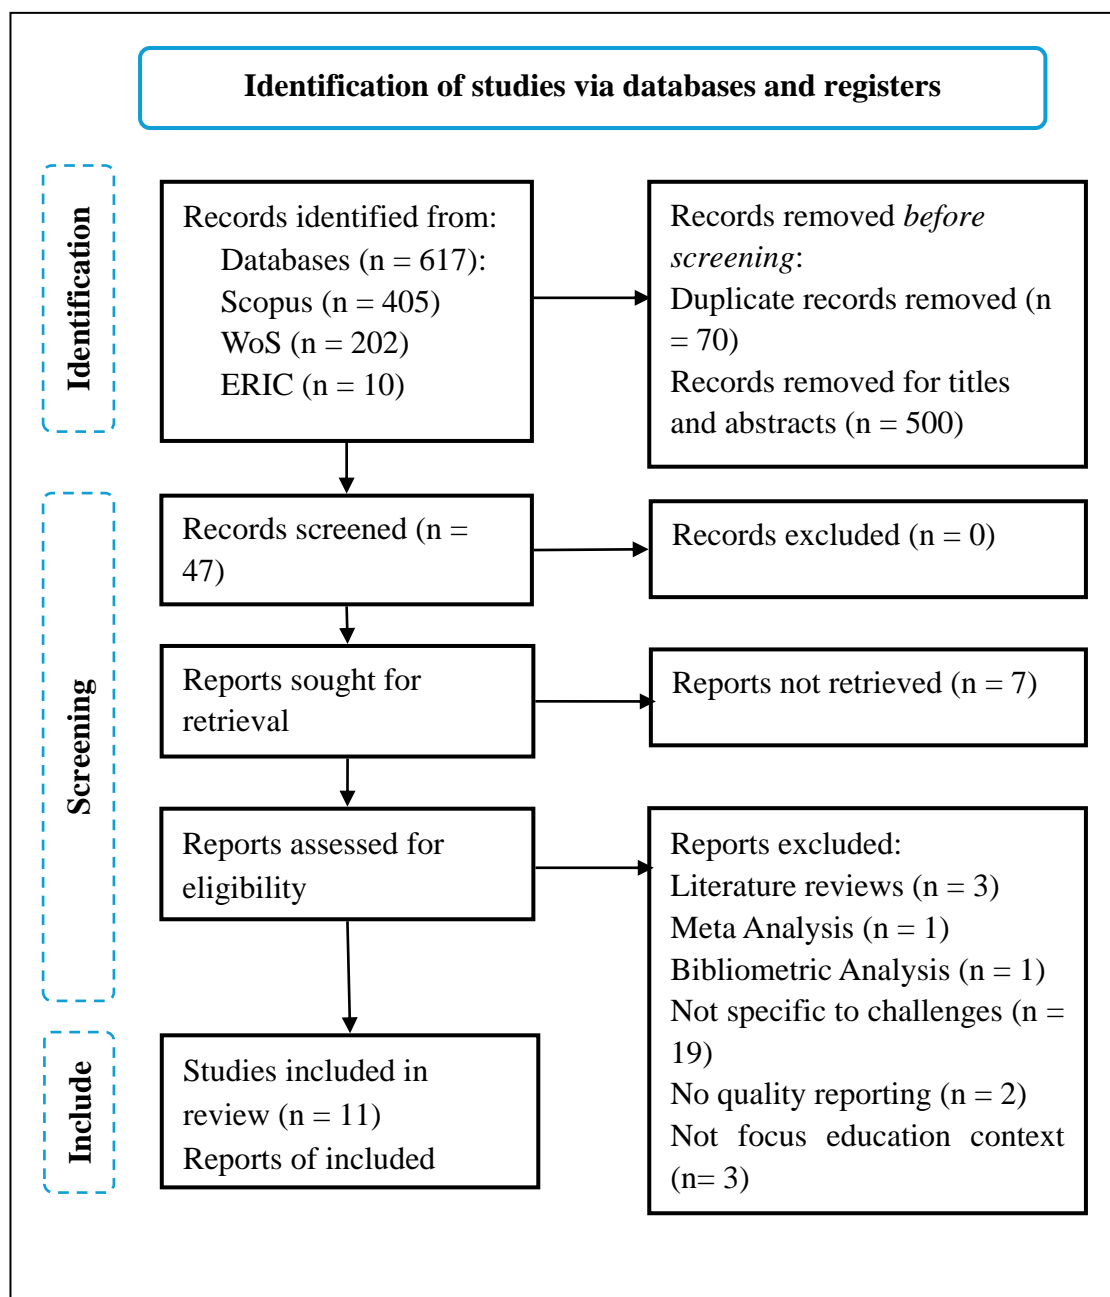 Identification of studies via databases and registers
Identification
Records identified from:
Databases (n = 617):
Scopus (n = 405)
WoS (n = 202)
ERIC (n = 10)
Records removed before
screening:
Duplicate records removed (n
= 70)
Records removed for titles
and abstracts (n = 500)
Screening
Records screened (n =
47)
Records excluded (n = 0)
Reports sought for
retrieval
Reports not retrieved (n = 7)
Reports assessed for
eligibility
Reports excluded:
Literature reviews (n = 3)
Meta Analysis (n = 1)
Bibliometric Analysis (n = 1)
Not specific to challenges (n =
19)
No quality reporting (n = 2)
Not focus education context
(n= 3)
Include
Studies included in
review (n = 11)
Reports of included